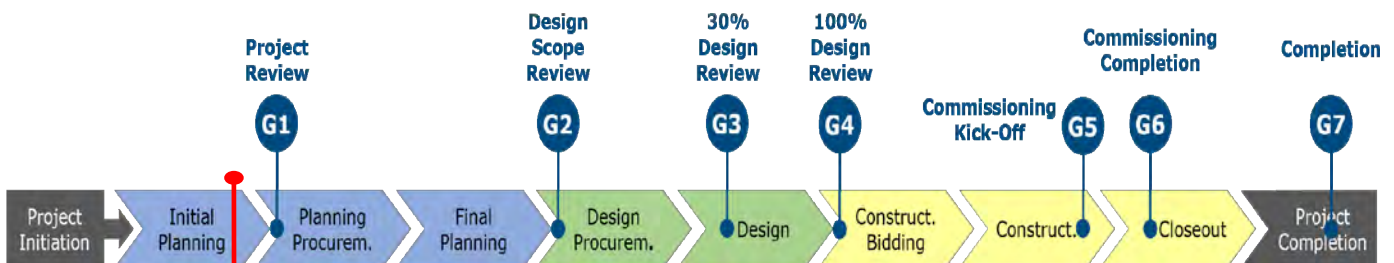 Project
Review
Design
Scope
Review
30%
Design
Review
100%
Design
Review
Commissioning
Kick-Off
Commissioning
Completion
Completion
G1
G2
G3
G4
G5
G6
G7
Project
Initiation
Initial
Planning
Planning
Procurem.
Final
Planning
Design
Procurem.
Design
Construct.
Bidding
Construct.
Closeout
Project
Completion